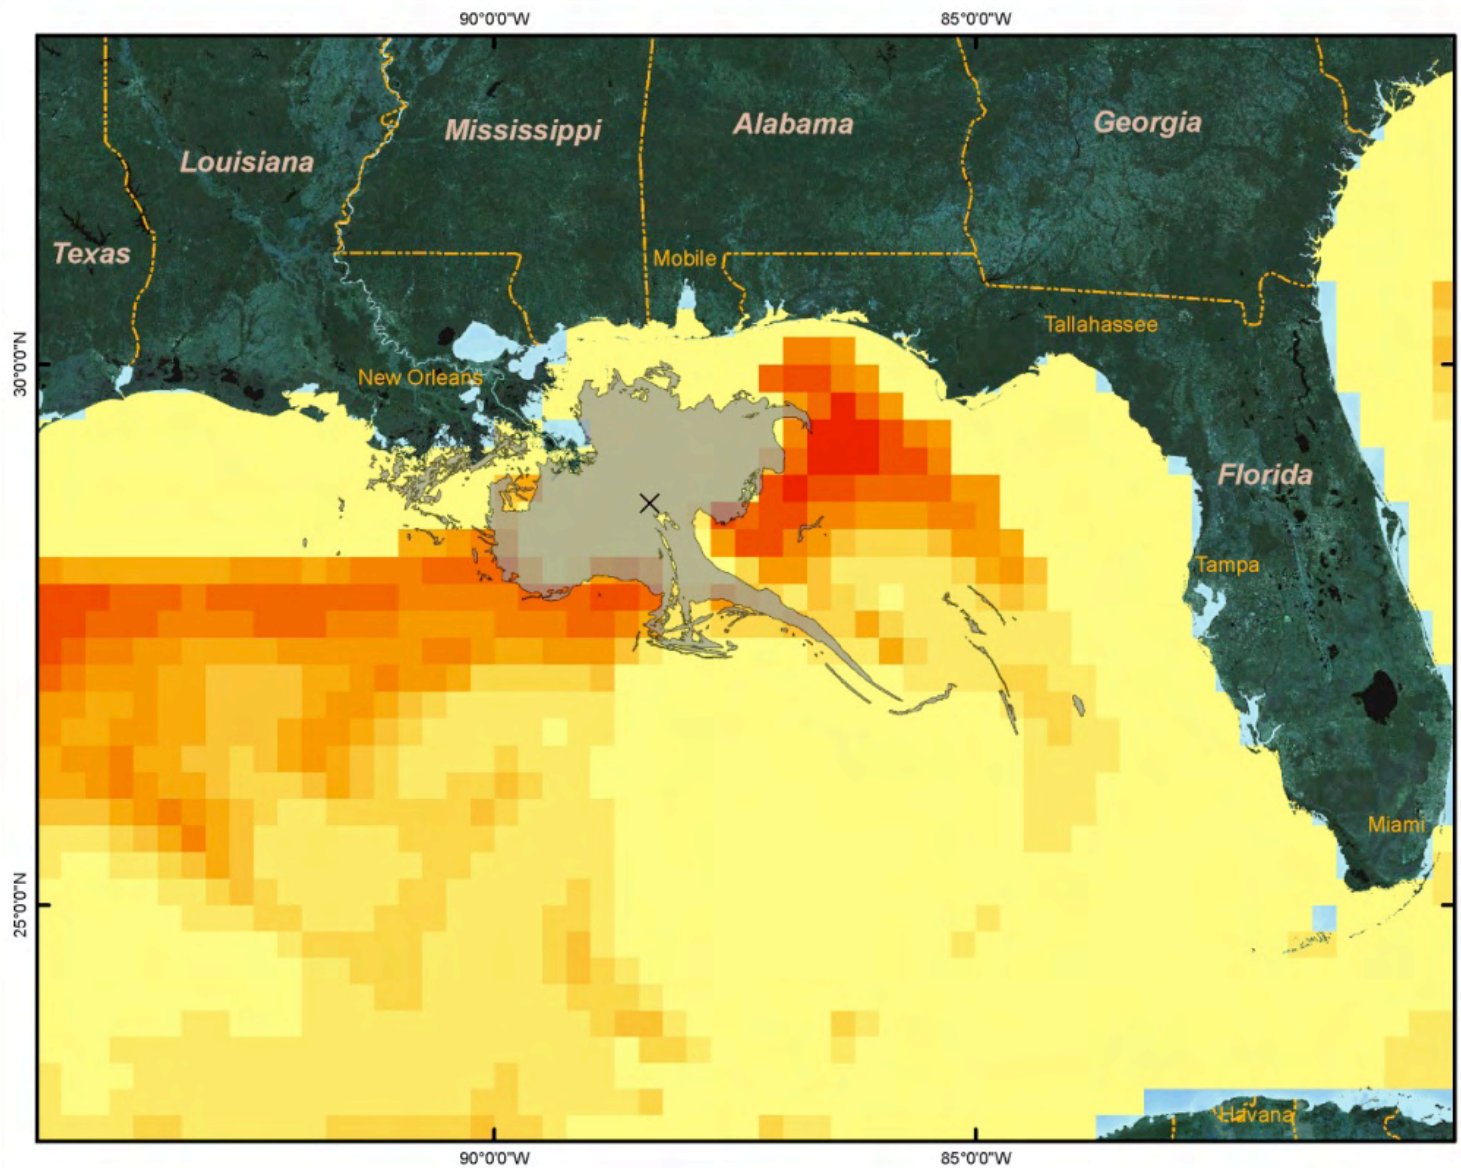 90°0'0"W
85°0'0"W
Mississippi
Alabama
Georgia
Louisiana
Texas
Mobile
Tallahassee
30°0'0"N
New Orleans
Florida
Tampa
Miami
25°0'0"N
Havana
90°0'0"W
85°0'0"W